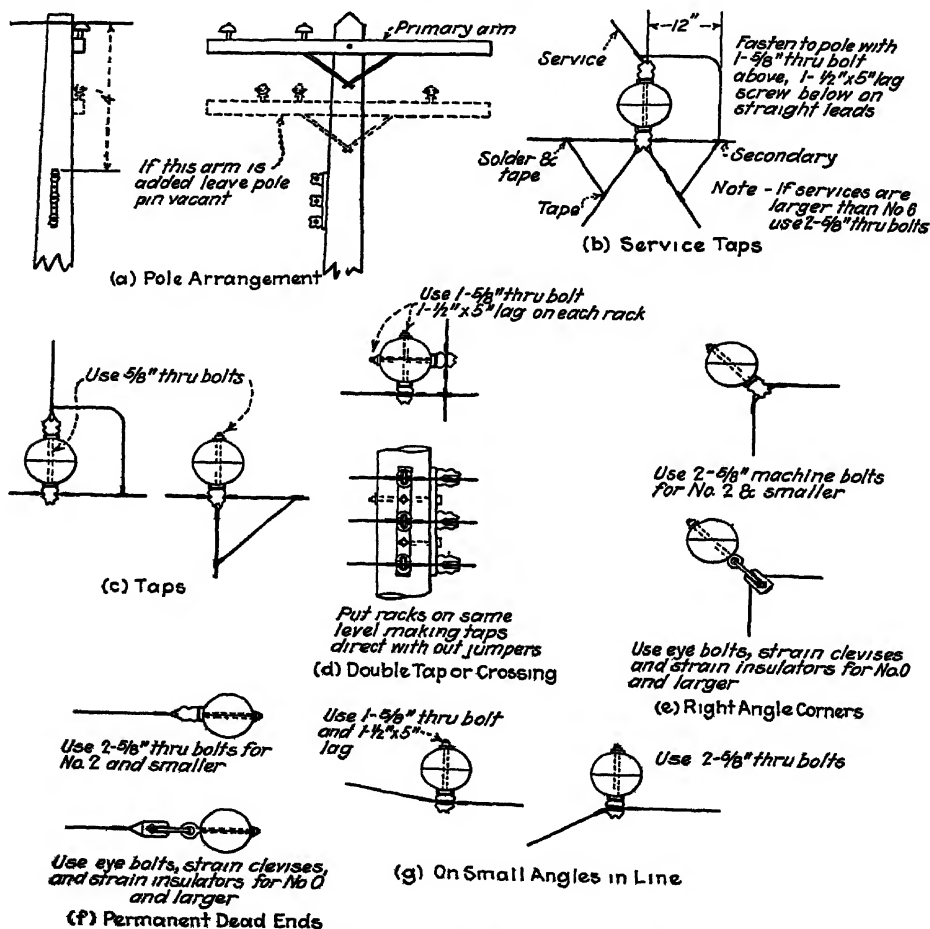 Primary arm
4'
If this arm is
added leave pole
pin vacant
(a) Pole Arrangement
12"
Service
Fasten to pole with
1-5/8" thru bolt
above, 1-1/2"x5" lag
screw below on
straight leads
Solder &
tape
Secondary
Tape
Note - If services are
larger than No 6
use 2-5/8" thru bolts
(b) Service Taps
Use 5/8" thru bolts
(c) Taps
Use 1-5/8" thru bolt
1-1/2"x5" lag on each rack
Put racks on same
level making taps
direct with out jumpers
(d) Double Tap or Crossing
Use 2-5/8" machine bolts
for No. 2 & smaller
Use eye bolts, strain clevises
and strain insulators for No.0
and larger
(e) Right Angle Corners
Use 2-5/8" thru bolts for
No. 2 and smaller
Use eye bolts, strain clevises,
and strain insulators for No 0
and larger
(f) Permanent Dead Ends
Use 1-5/8" thru bolt
and 1-1/2"x5"
lag
Use 2-5/8" thru bolts
(g) On Small Angles in Line